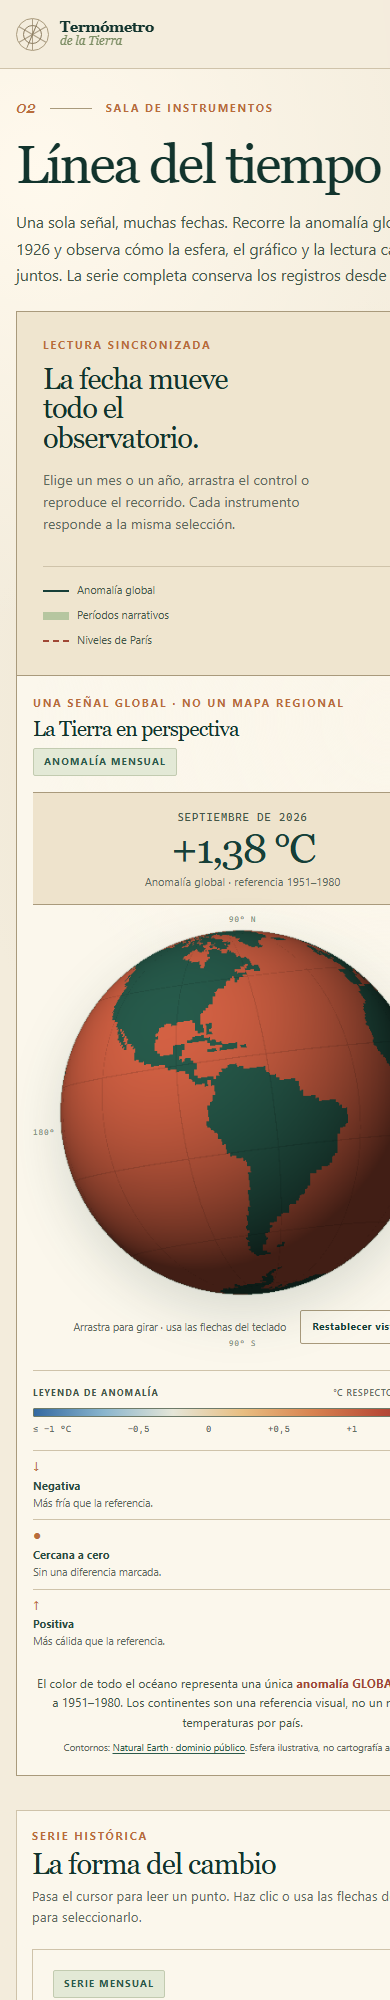 Termómetro
de la Tierra
02 SALA DE INSTRUMENTOS
Línea del tiempo
Una sola señal, muchas fechas. Recorre la anomalía
1926 y observa cómo la esfera, el gráfico y la lectura
juntos. La serie completa conserva los registros desde
LECTURA SINCRONIZADA
La fecha mueve
todo el
observatorio.
Elige un mes o un año, arrastra el control o
reproduce el recorrido. Cada instrumento
responde a la misma selección.
Anomalía global
Períodos narrativos
Niveles de París
UNA SEÑAL GLOBAL · NO UN MAPA REGIONAL
La Tierra en perspectiva
ANOMALÍA MENSUAL
SEPTIEMBRE DE 2026
+1,38 °C
Anomalía global · referencia 1951–1980
90° N
180°
Arrastra para girar · usa las flechas del teclado
Restablecer
90° S
LEYENDA DE ANOMALÍA
°C
≤ −1 °C −0,5 0 +0,5 +1
↓
Negativa
Más fría que la referencia.
Cercana a cero
Sin una diferencia marcada.
↑
Positiva
Más cálida que la referencia.
El color de todo el océano representa una única anomalía
a 1951–1980. Los continentes son una referencia visual, no un
temperaturas por país.
Contornos: Natural Earth · dominio público. Esfera ilustrativa, no cartografía
SERIE HISTÓRICA
La forma del cambio
Pasa el cursor para leer un punto. Haz clic o usa las flechas
para seleccionarlo.
SERIE MENSUAL